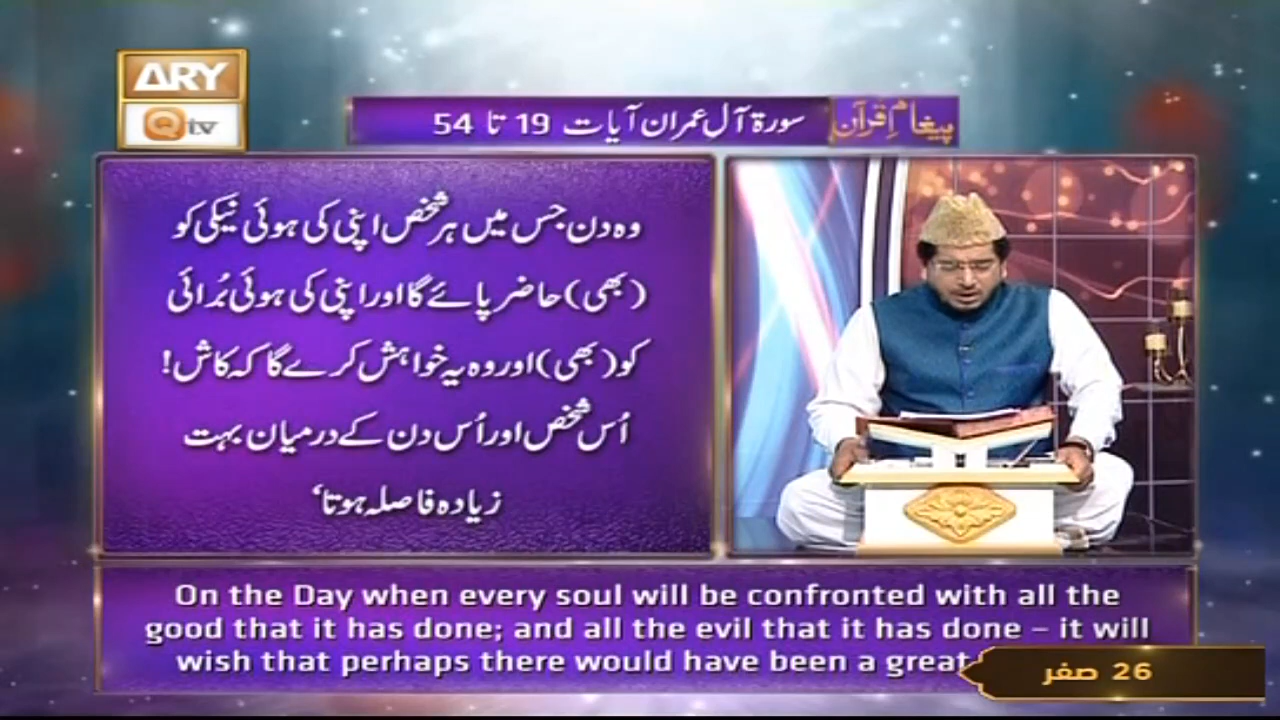 ARY
Qtv
پیغامِ قرآن
سورۃ آل عمران آیات 19 تا 54
وہ دن جس میں ہر شخص اپنی کی ہوئی نیکی کو
(بھی) حاضر پائے گا اور اپنی کی ہوئی بُرائی
کو (بھی) اور وہ یہ خواہش کرے گا کہ کاش!
اُس شخص اور اُس دن کے درمیان بہت
زیادہ فاصلہ ہوتا‘
On the Day when every soul will be confronted with all the
good that it has done; and all the evil that it has done – it will
wish that perhaps there would have been a great
26 صفر